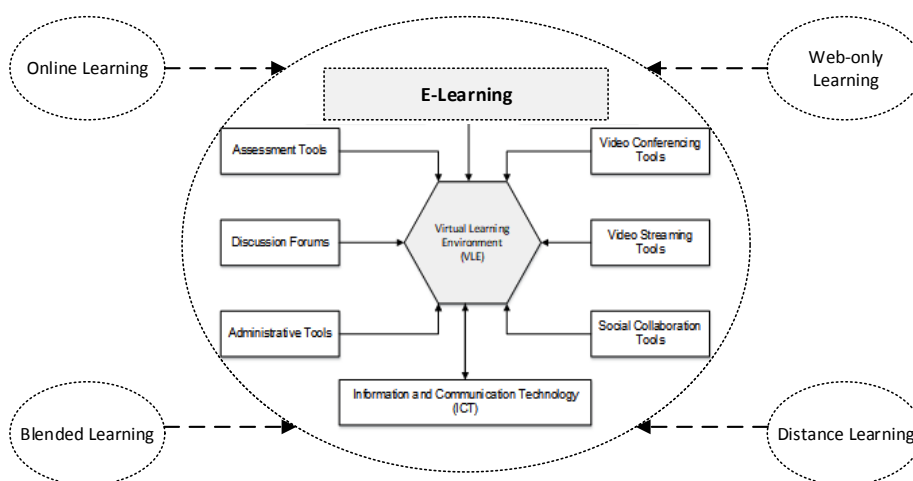 Online Learning
Web-only
Learning
E-Learning
Assessment Tools
Video Conferencing
Tools
Virtual Learning
Environment
(VLE)
Discussion Forums
Video Streaming
Tools
Administrative Tools
Social Collaboration
Tools
Information and Communication Technology
(ICT)
Blended Learning
Distance Learning